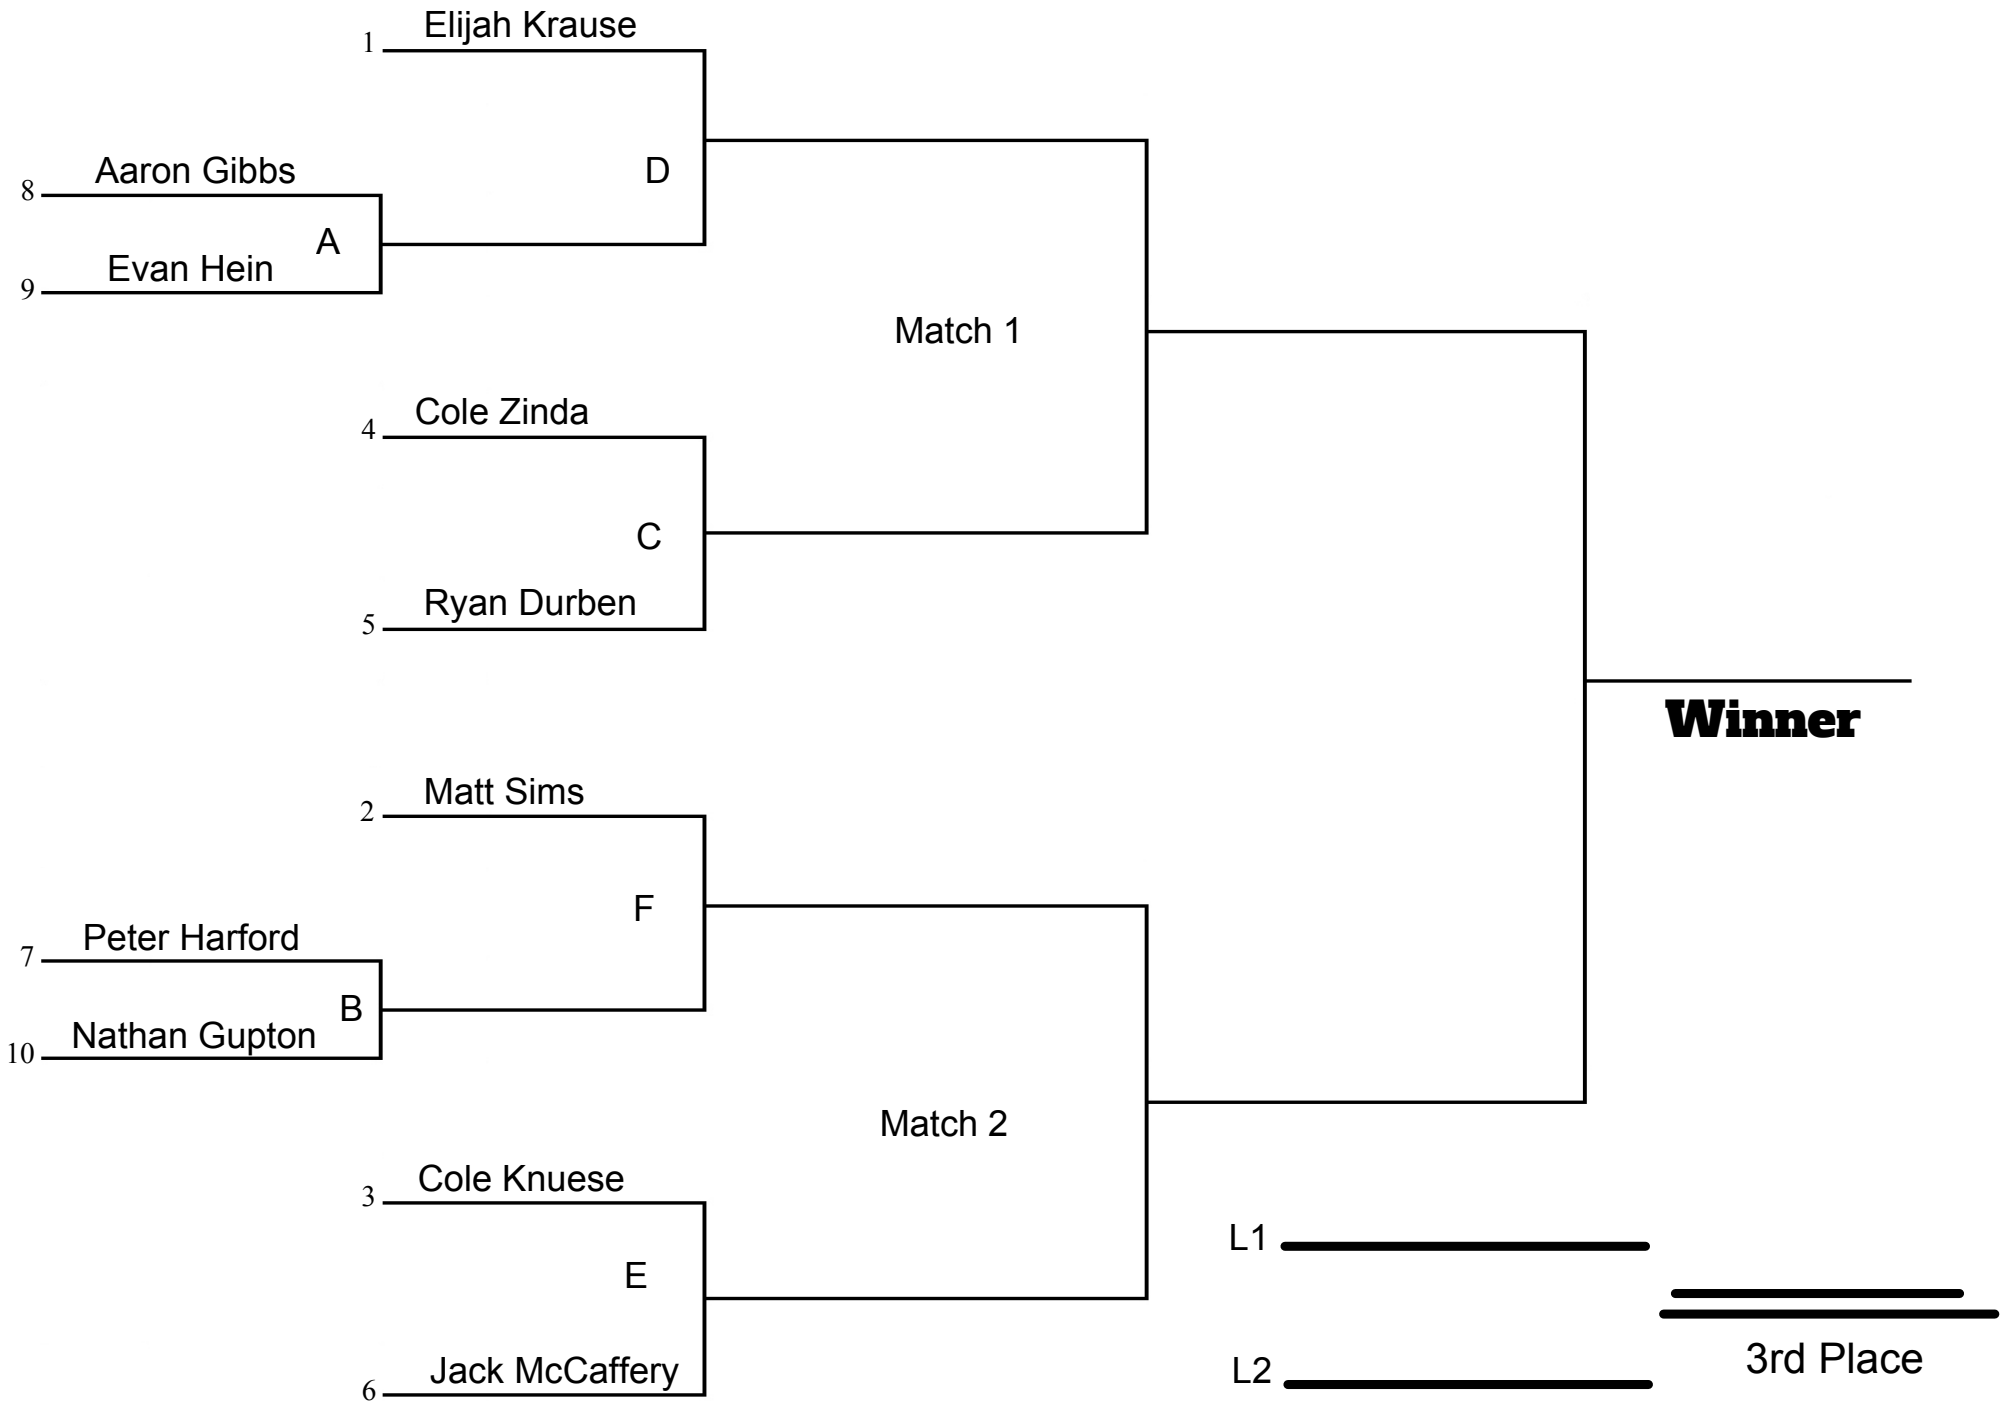 Elijah Krause
1
Aaron Gibbs
8
D
A
Evan Hein
9
Match 1
Cole Zinda
4
C
Ryan Durben
5
Winner
Matt Sims
2
F
Peter Harford
7
B
Nathan Gupton
10
Match 2
Cole Knuese
3
L1
E
3rd Place
Jack McCaffery
6
L2